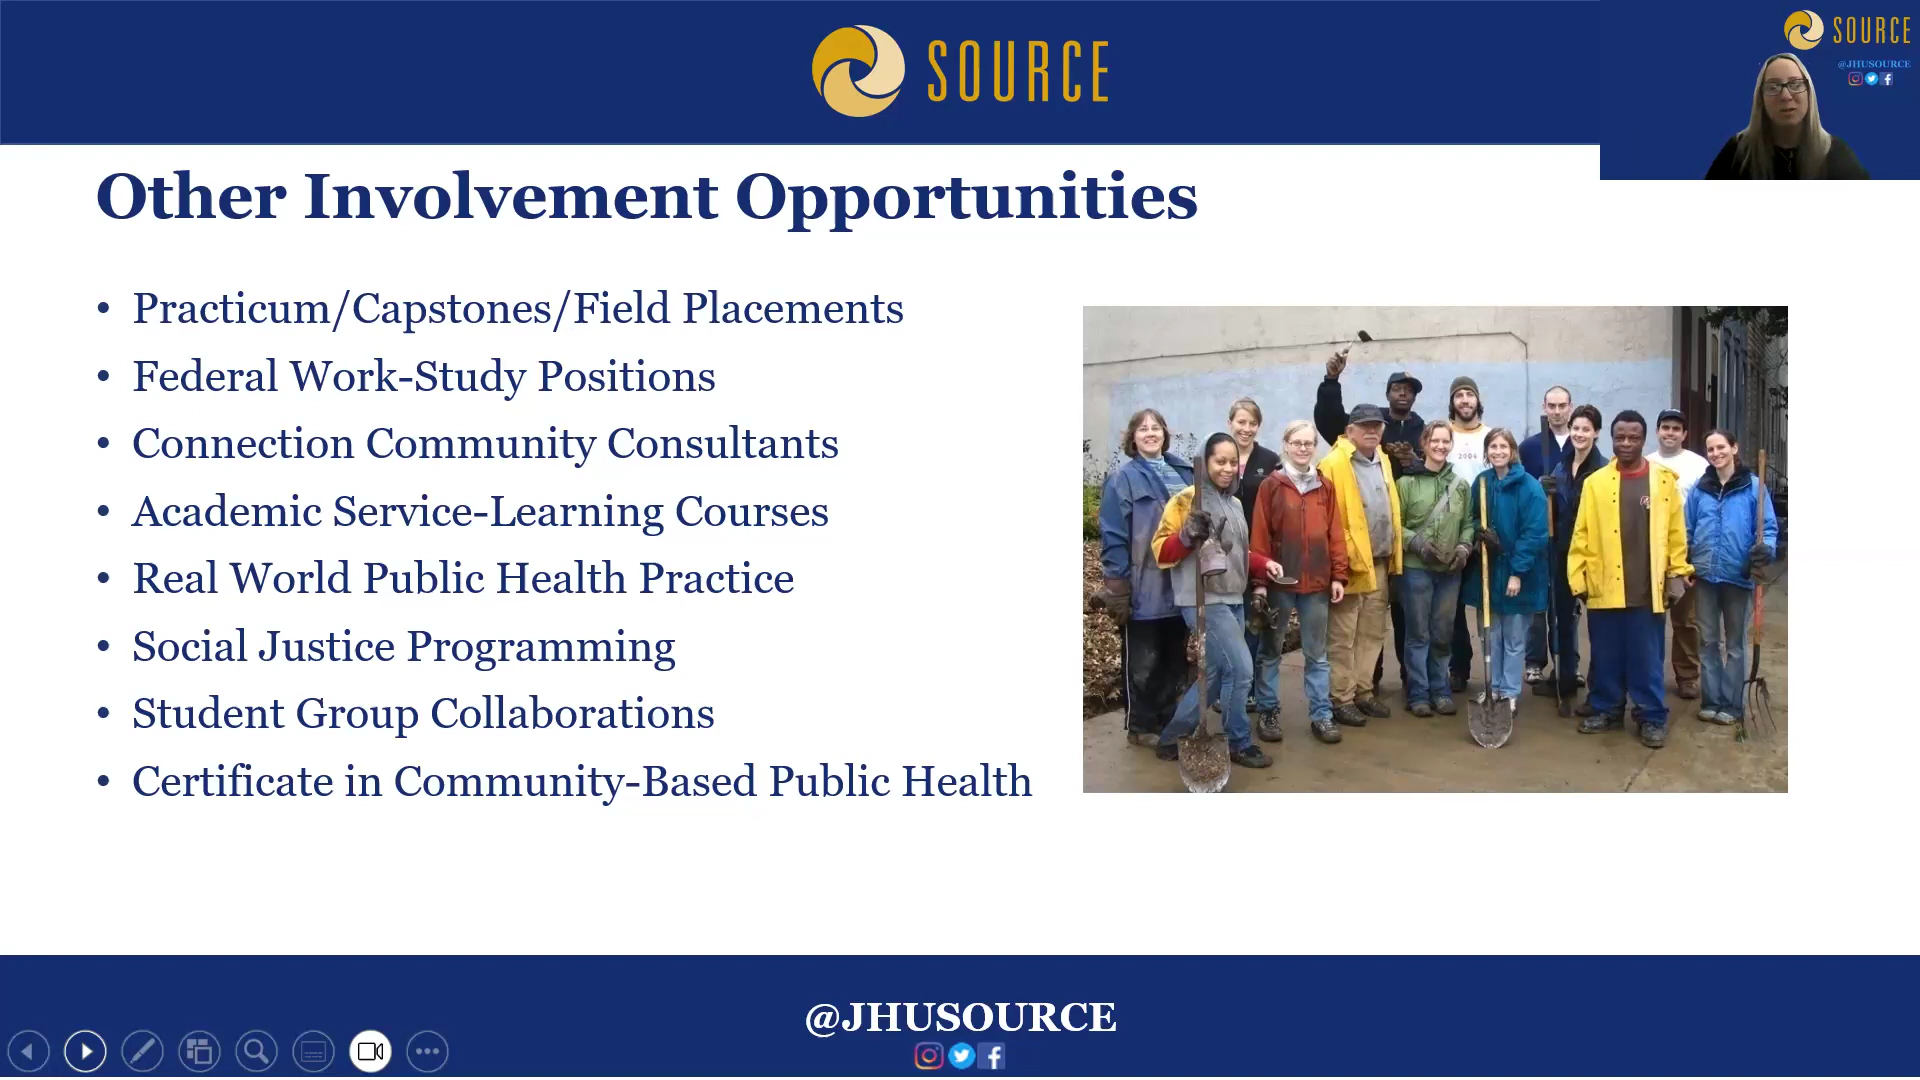 SOURCE
SOURCE
@JHUSOURCE
Other Involvement Opportunities
• Practicum/Capstones/Field Placements
• Federal Work-Study Positions
• Connection Community Consultants
• Academic Service-Learning Courses
• Real World Public Health Practice
• Social Justice Programming
• Student Group Collaborations
• Certificate in Community-Based Public Health
2004
@JHUSOURCE